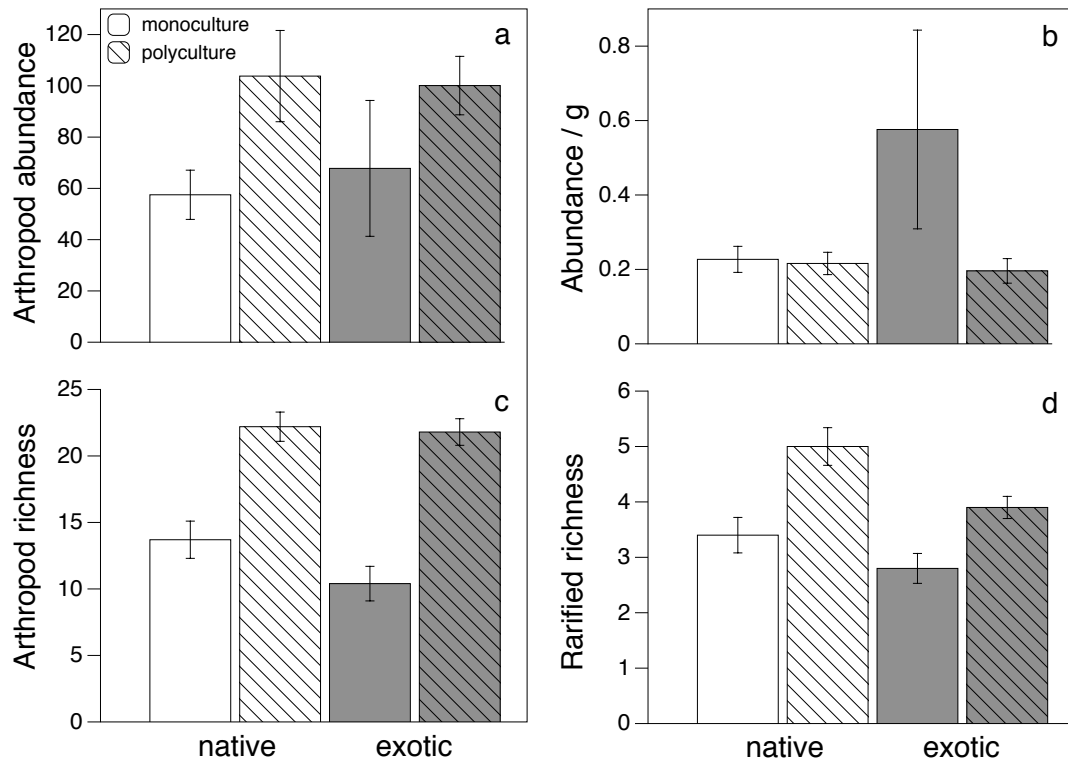 monoculture
polyculture
a
Arthropod abundance
120
100
80
60
40
20
0
b
Abundance / g
0.8
0.6
0.4
0.2
0
c
Arthropod richness
25
20
15
10
5
0
native exotic
d
Rarified richness
6
5
4
3
2
1
0
native exotic